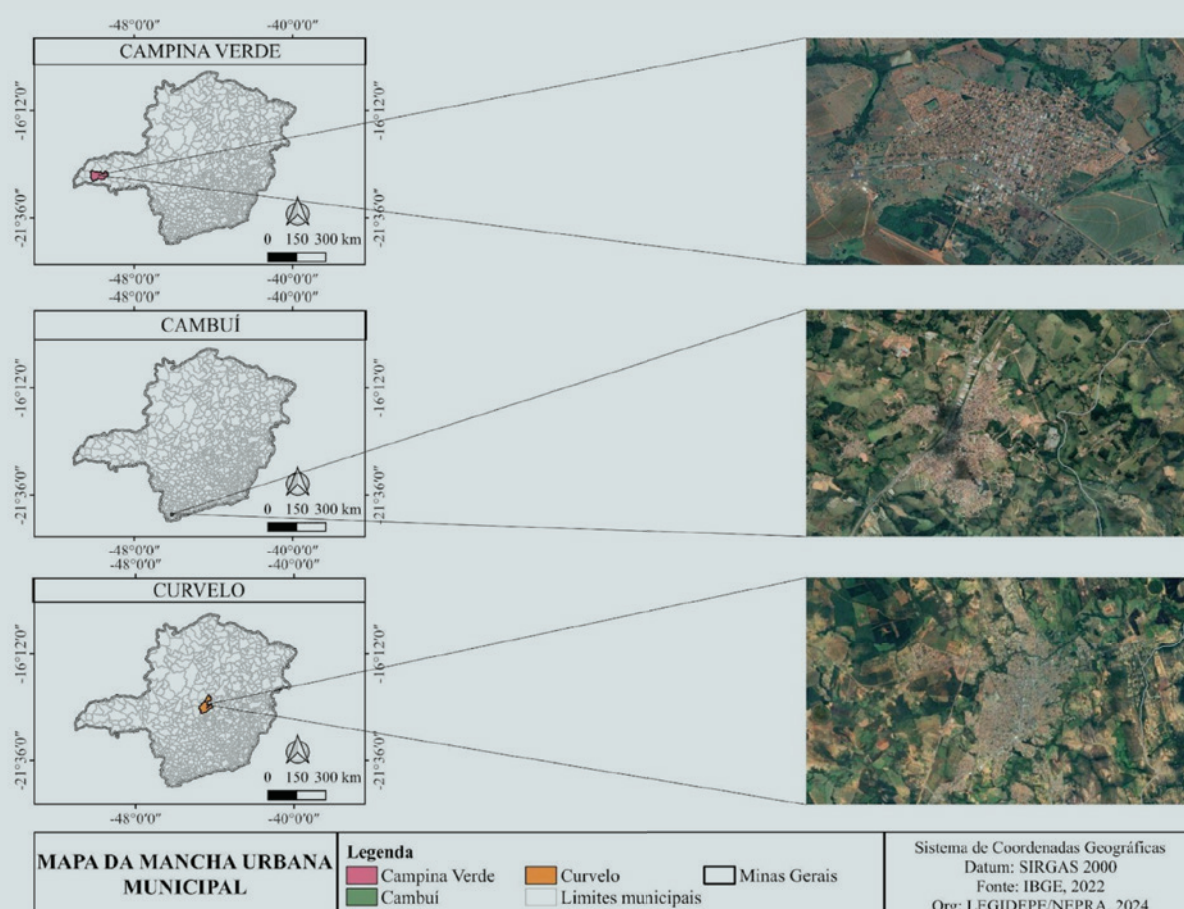 -48°0'0" -40°0'0"
CAMPINA VERDE
-16°12'0" -16°12'0"
-21°36'0" -21°36'0"
0 150 300 km
-48°0'0" -40°0'0"
-48°0'0" -40°0'0"
CAMBUÍ
-16°12'0" -16°12'0"
-21°36'0" -21°36'0"
0 150 300 km
-48°0'0" -40°0'0"
-48°0'0" -40°0'0"
CURVELO
-16°12'0" -16°12'0"
-21°36'0" -21°36'0"
0 150 300 km
-48°0'0" -40°0'0"
MAPA DA MANCHA URBANA
MUNICIPAL
Legenda
Campina Verde Curvelo Minas Gerais
Cambuí Limites municipais
Sistema de Coordenadas Geográficas
Datum: SIRGAS 2000
Fonte: IBGE, 2022
Org: LEGIDEPE/NEPRA, 2024